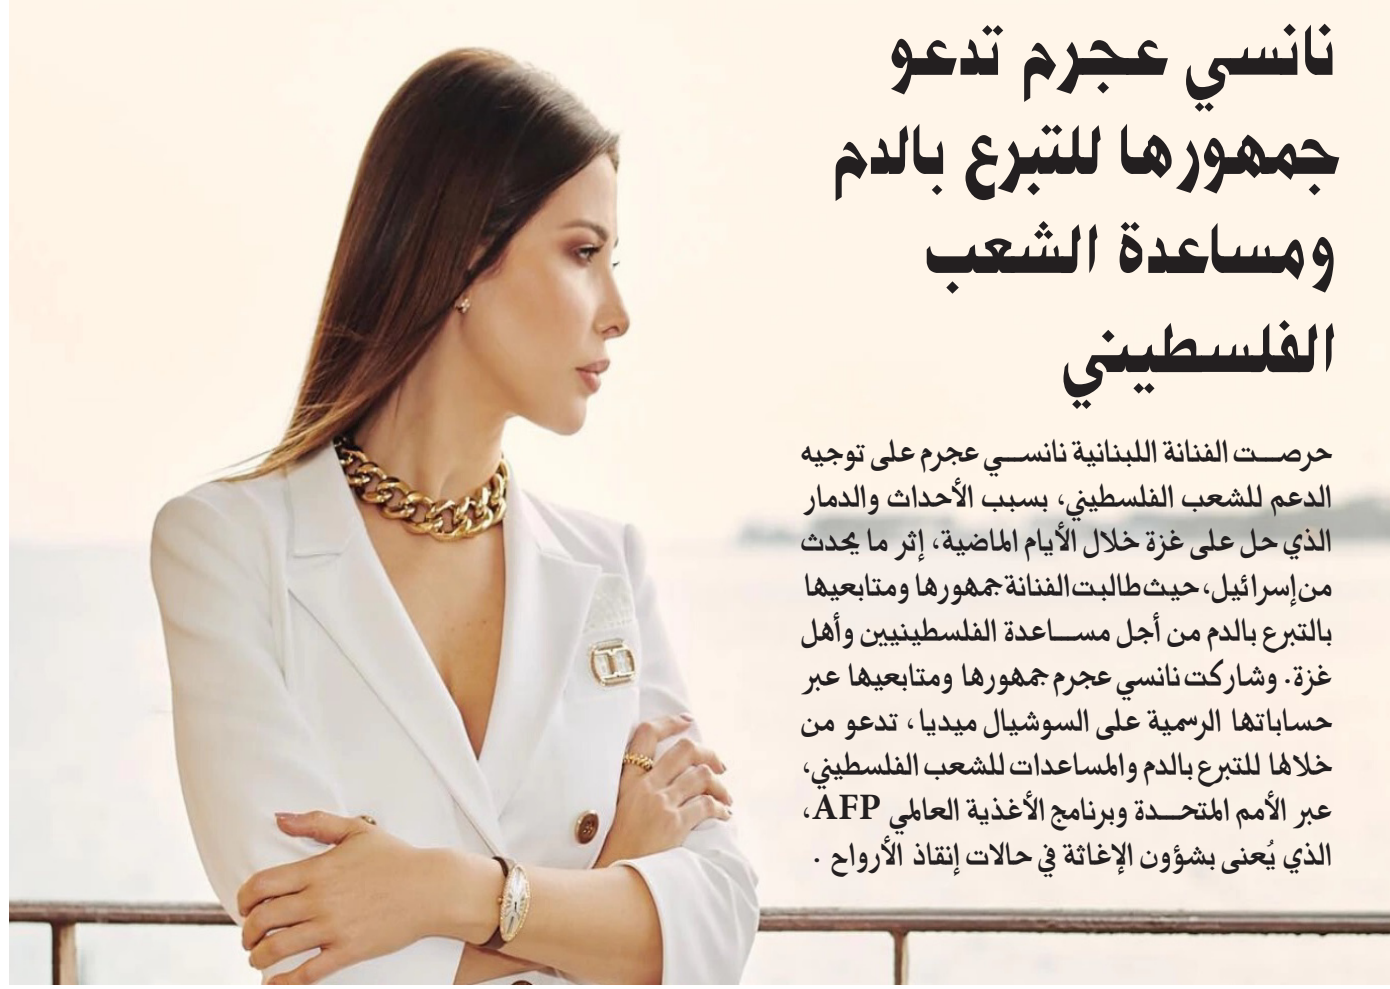 نانسي عجرم تدعو
جمهورها للتبرع بالدم
ومساعدة الشعب
الفلسطيني
حرصت الفنانة اللبنانية نانسي عجرم على توجيه
الدعم للشعب الفلسطيني، بسبب الأحداث والدمار
الذي حل على غزة خلال الأيام الماضية، إثر ما يحدث
من إسرائيل، حيث طالبت الفنانة جمهورها ومتابعيها
بالتبرع بالدم من أجل مساعدة الفلسطينيين وأهل
غزة. وشاركت نانسي عجرم جمهورها ومتابعيها عبر
حساباتها الرسمية على السوشيال ميديا، تدعو من
خلالها للتبرع بالدم والمساعدات للشعب الفلسطيني،
عبر الأمم المتحدة وبرنامج الأغذية العالمي AFP،
الذي يُعنى بشؤون الإغاثة في حالات إنقاذ الأرواح .